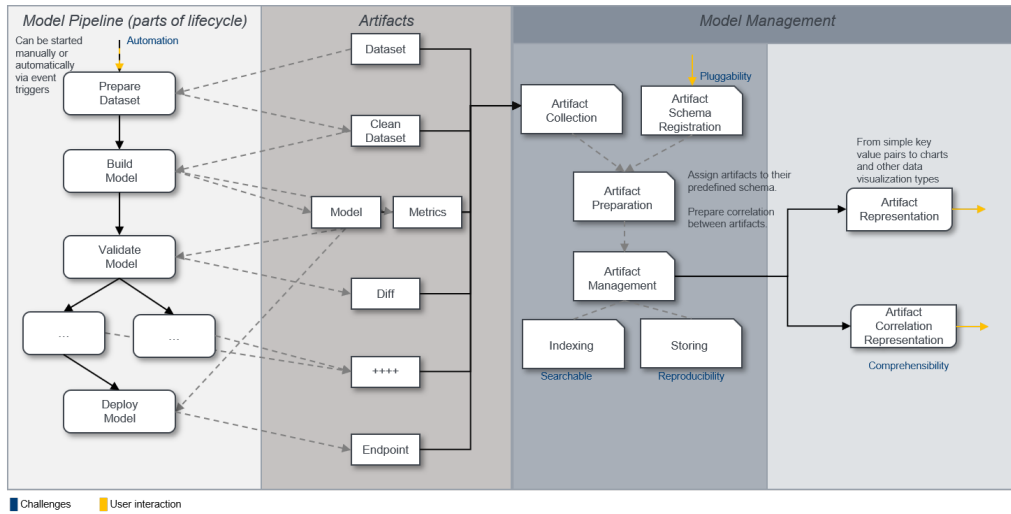 Model Pipeline (parts of lifecycle)
Can be started
manually or
automatically
via event
triggers
Automation
Prepare
Dataset
Build
Model
Validate
Model
...
...
Deploy
Model
Artifacts
Dataset
Clean
Dataset
Model
Metrics
Diff
++++
Endpoint
Model Management
Pluggability
Artifact
Collection
Artifact
Schema
Registration
Artifact
Preparation
Assign artifacts to their
predefined schema.
Prepare correlation
between artifacts.
Artifact
Management
Indexing
Storing
Searchable
Reproducibility
From simple key
value pairs to charts
and other data
visualization types
Artifact
Representation
Artifact
Correlation
Representation
Comprehensibility
Challenges
User interaction